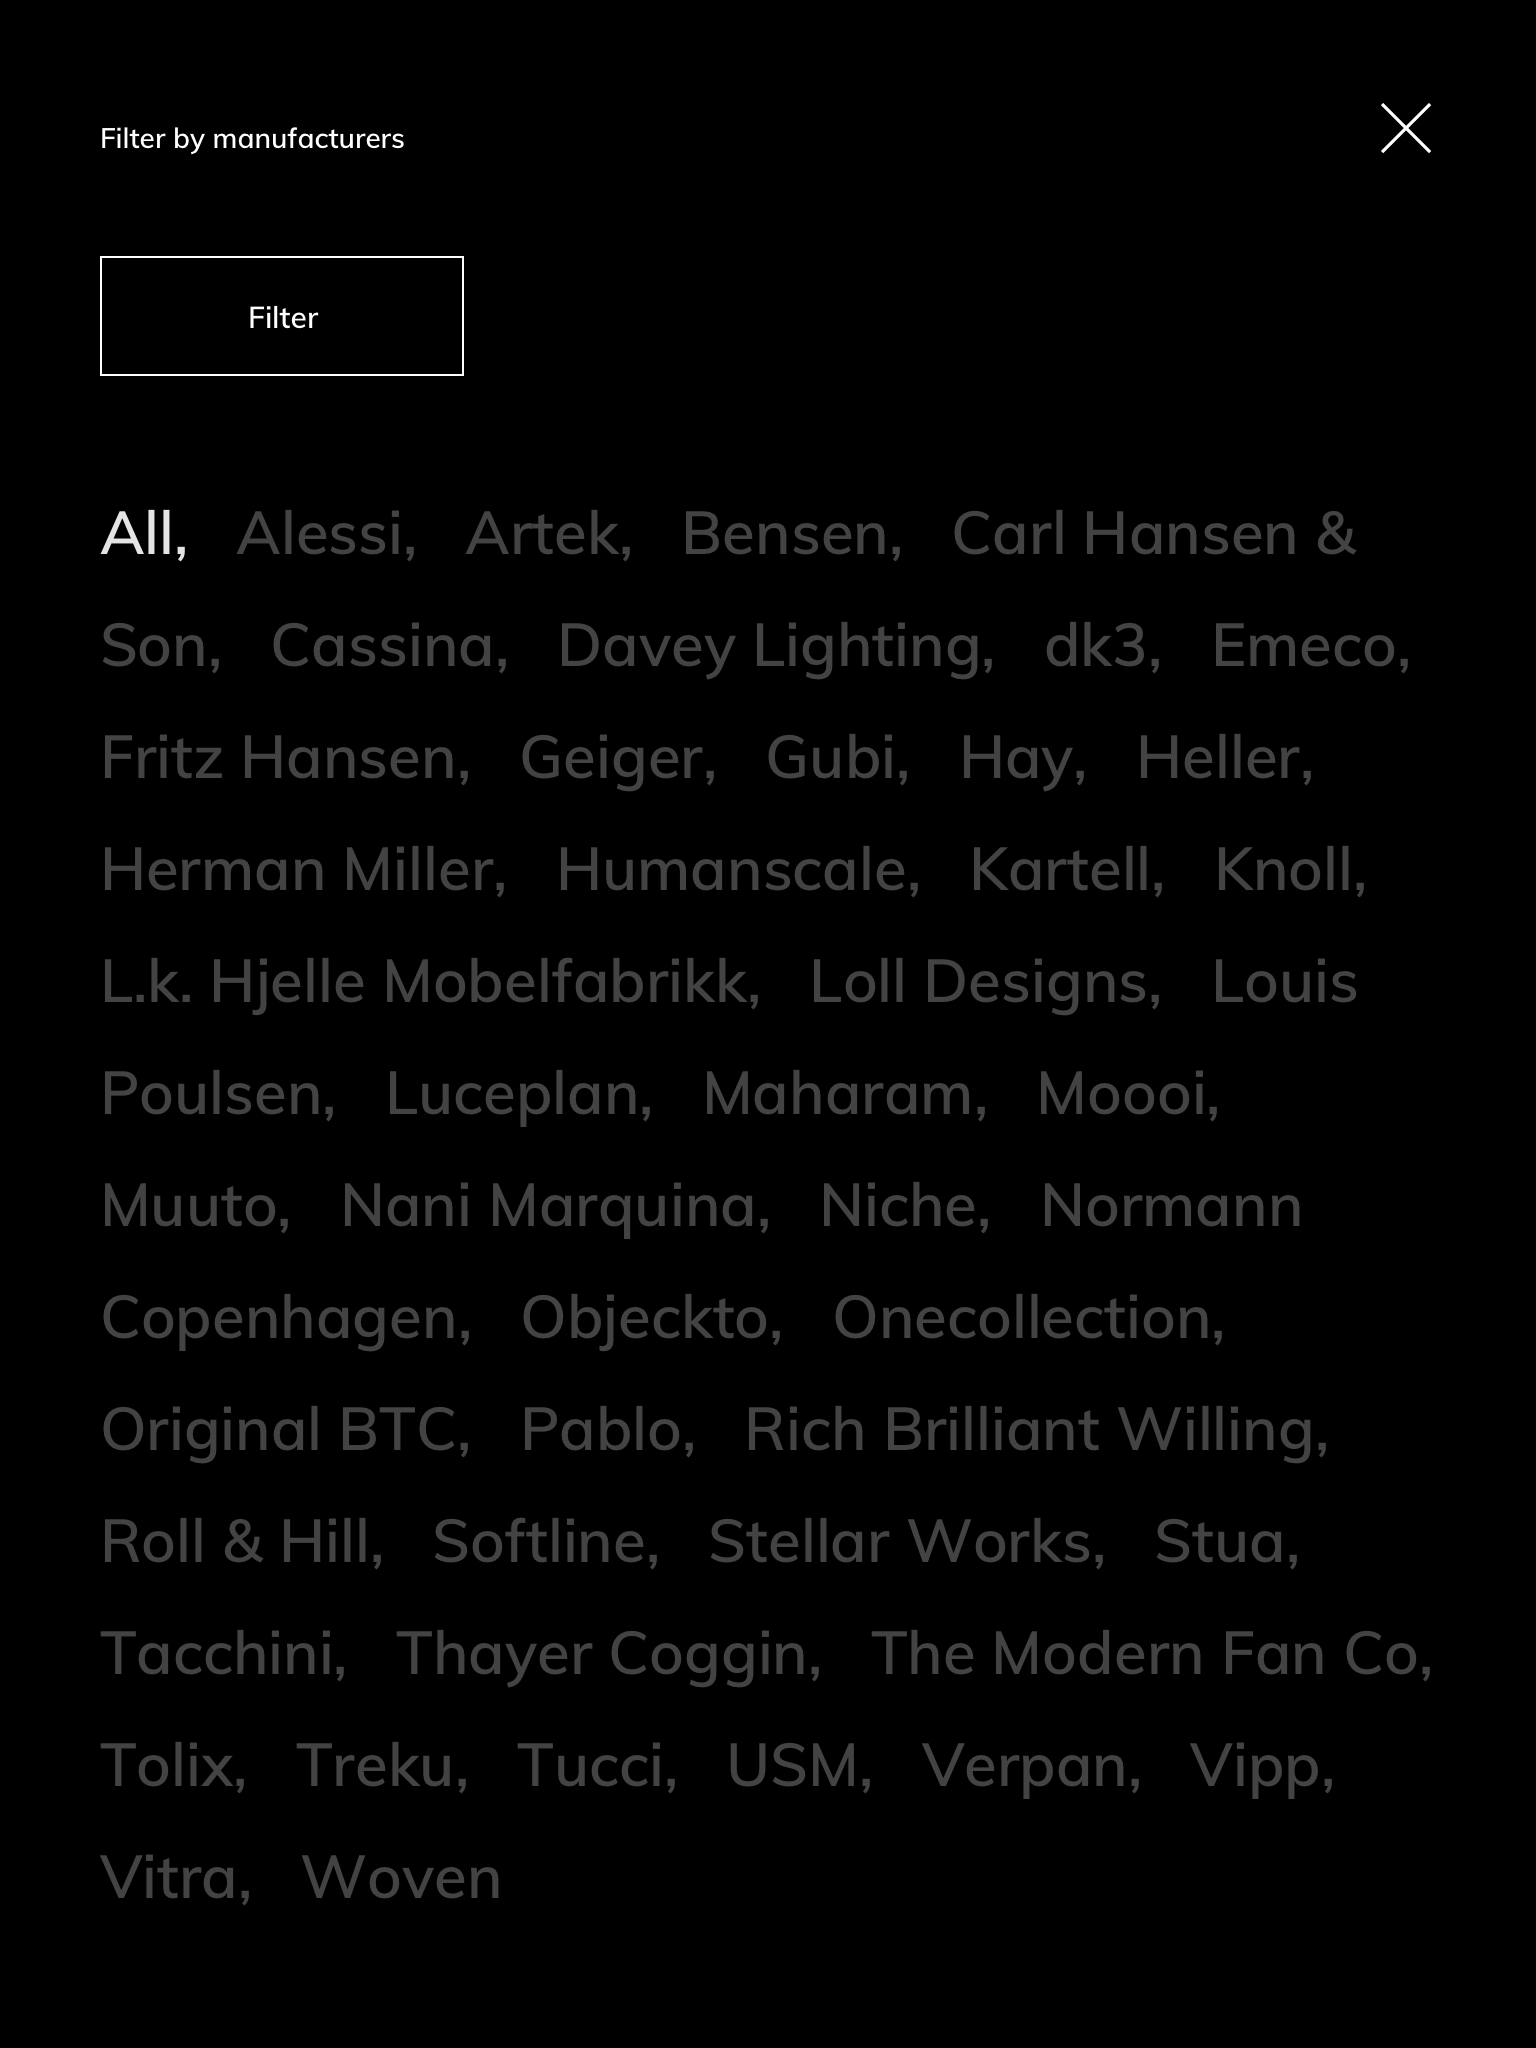 Filter by manufacturers
Filter
All, Alessi, Artek, Bensen, Carl Hansen &
Son, Cassina, Davey Lighting, dk3, Emeco,
Fritz Hansen, Geiger, Gubi, Hay, Heller,
Herman Miller, Humanscale, Kartell, Knoll,
L.k. Hjelle Mobelfabrikk, Loll Designs, Louis
Poulsen, Luceplan, Maharam, Moooi,
Muuto, Nani Marquina, Niche, Normann
Copenhagen, Objeckto, Onecollection,
Original BTC, Pablo, Rich Brilliant Willing,
Roll & Hill, Softline, Stellar Works, Stua,
Tacchini, Thayer Coggin, The Modern Fan Co,
Tolix, Treku, Tucci, USM, Verpan, Vipp,
Vitra, Woven